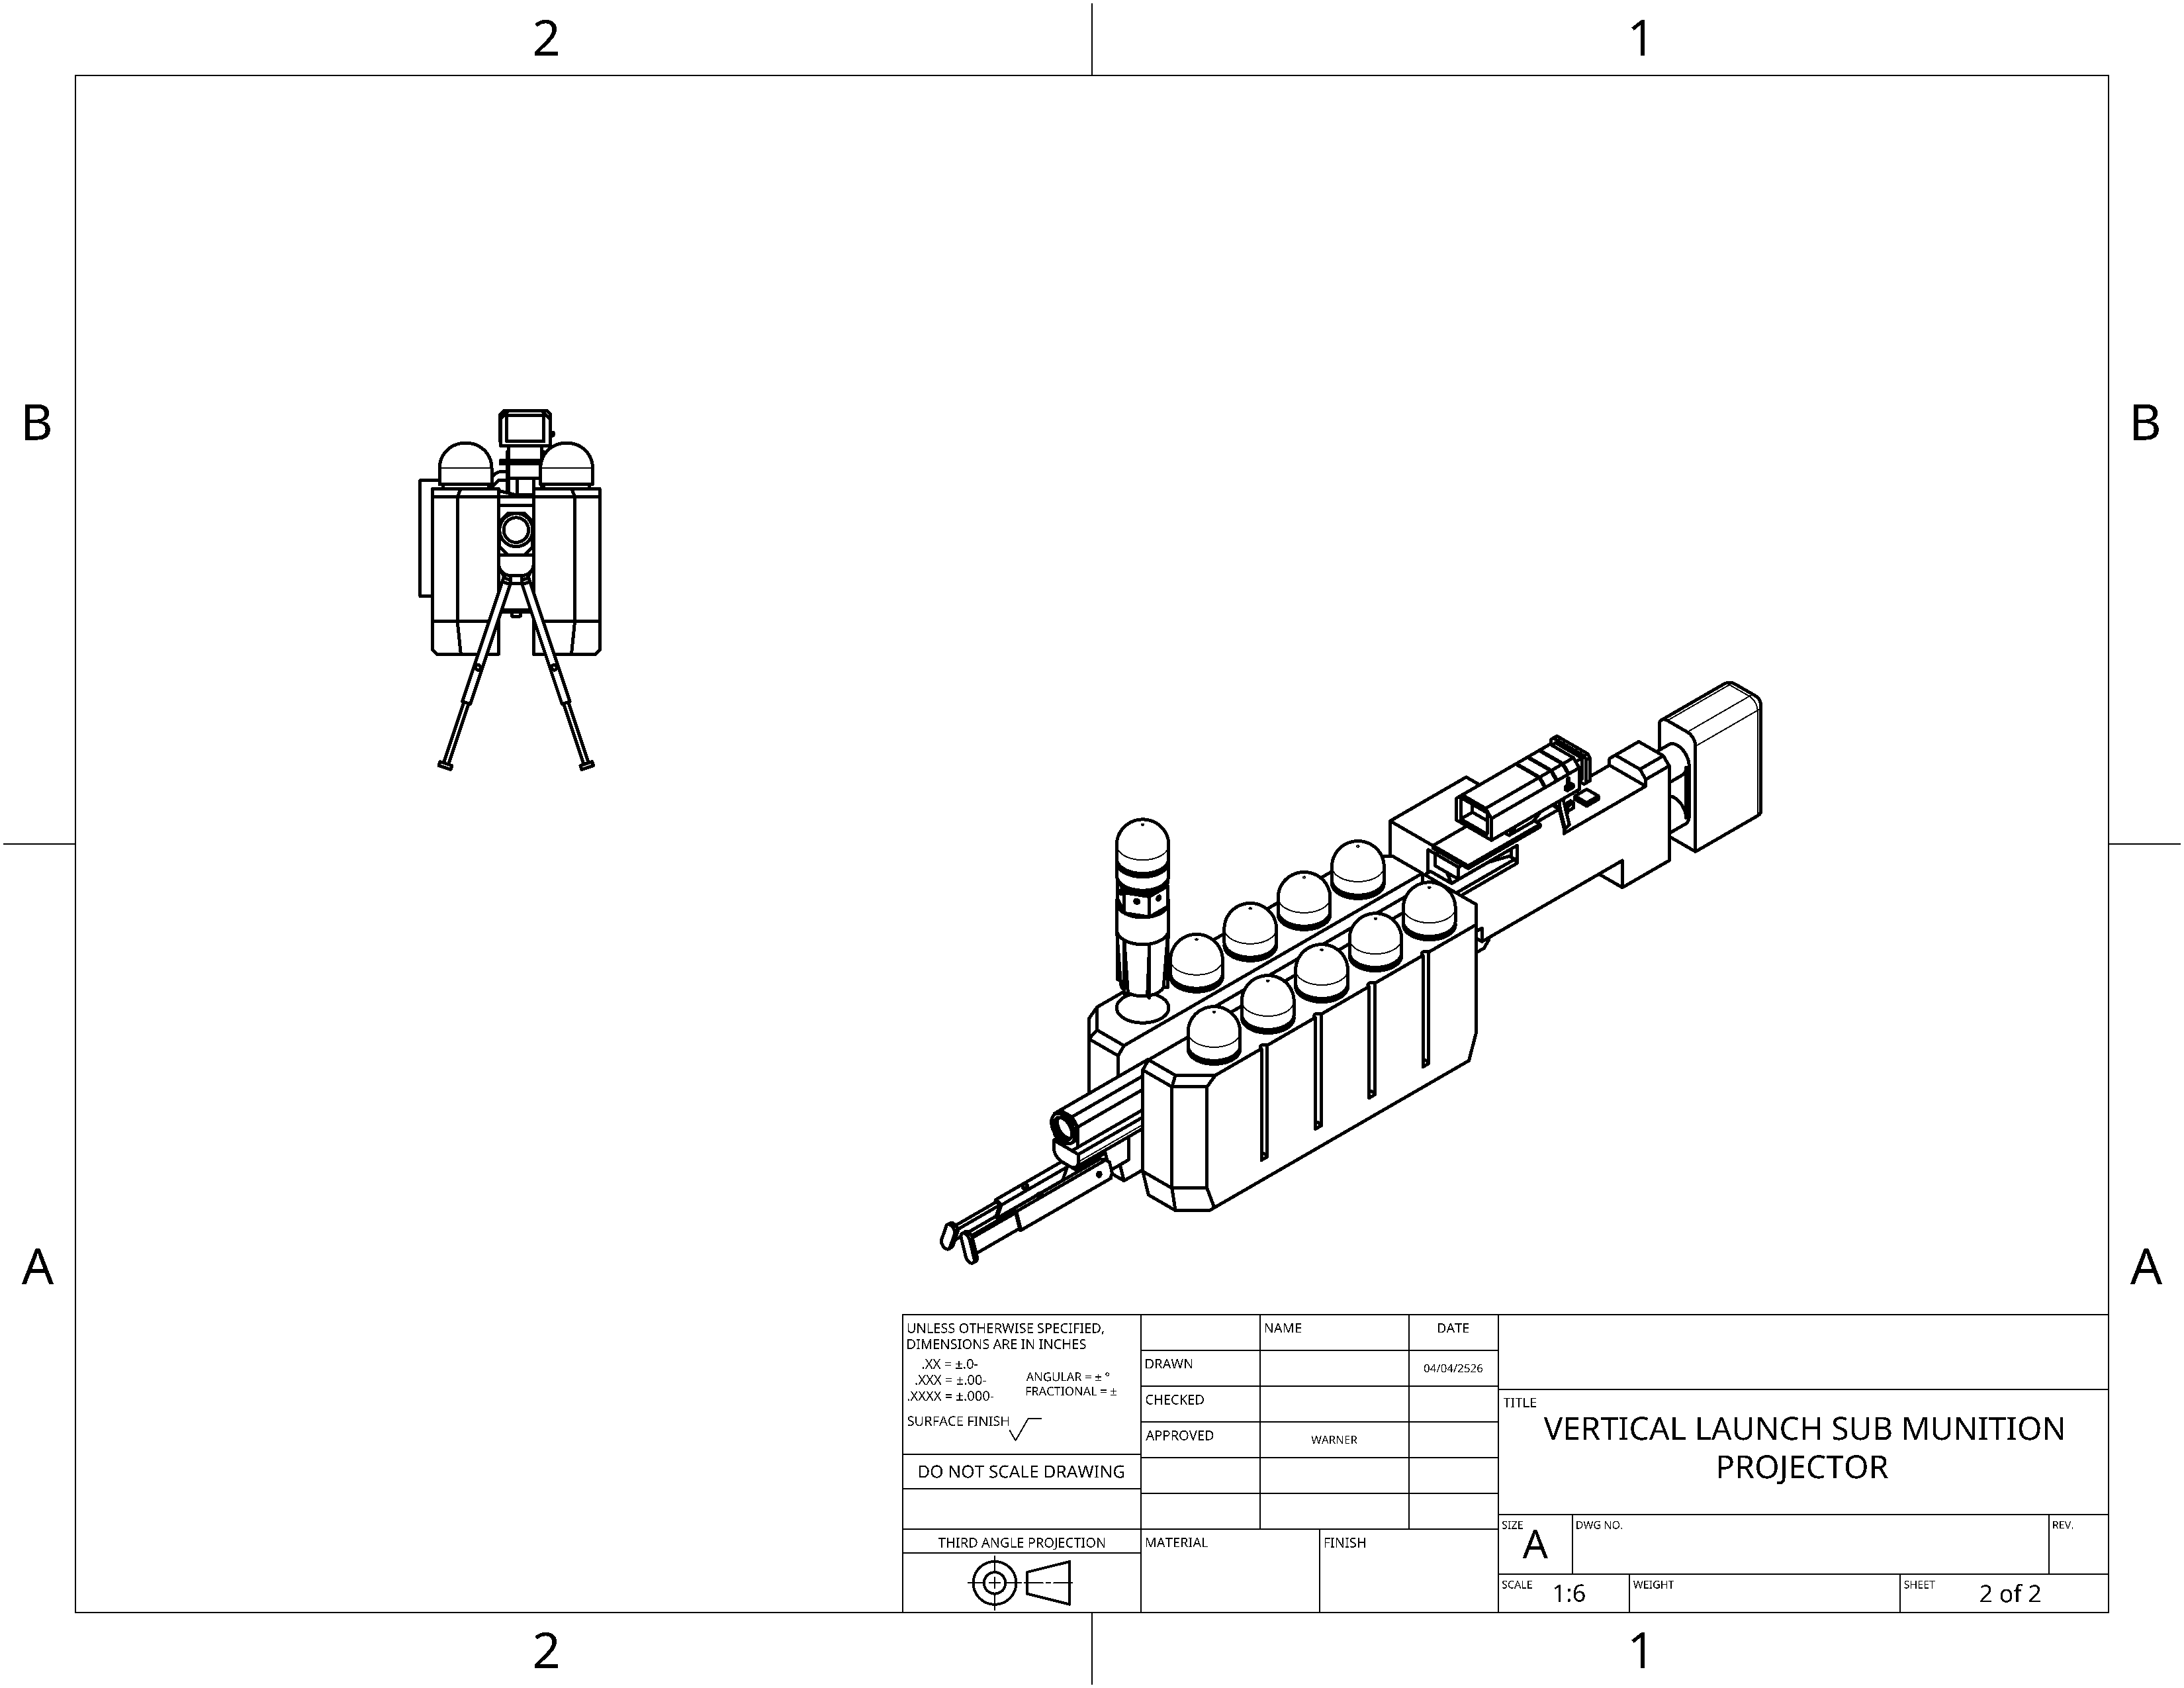 2
1
B
B
A
A
UNLESS OTHERWISE SPECIFIED,
DIMENSIONS ARE IN INCHES
.XX = ±.0-
.XXX = ±.00-
.XXXX = ±.000-
ANGULAR = ± °
FRACTIONAL = ±
SURFACE FINISH
DO NOT SCALE DRAWING
THIRD ANGLE PROJECTION
NAME
DATE
DRAWN
04/04/2526
CHECKED
APPROVED
WARNER
MATERIAL
FINISH
TITLE
VERTICAL LAUNCH SUB MUNITION
PROJECTOR
SIZE
A
DWG NO.
REV.
SCALE
1:6
WEIGHT
SHEET
2 of 2
2
1